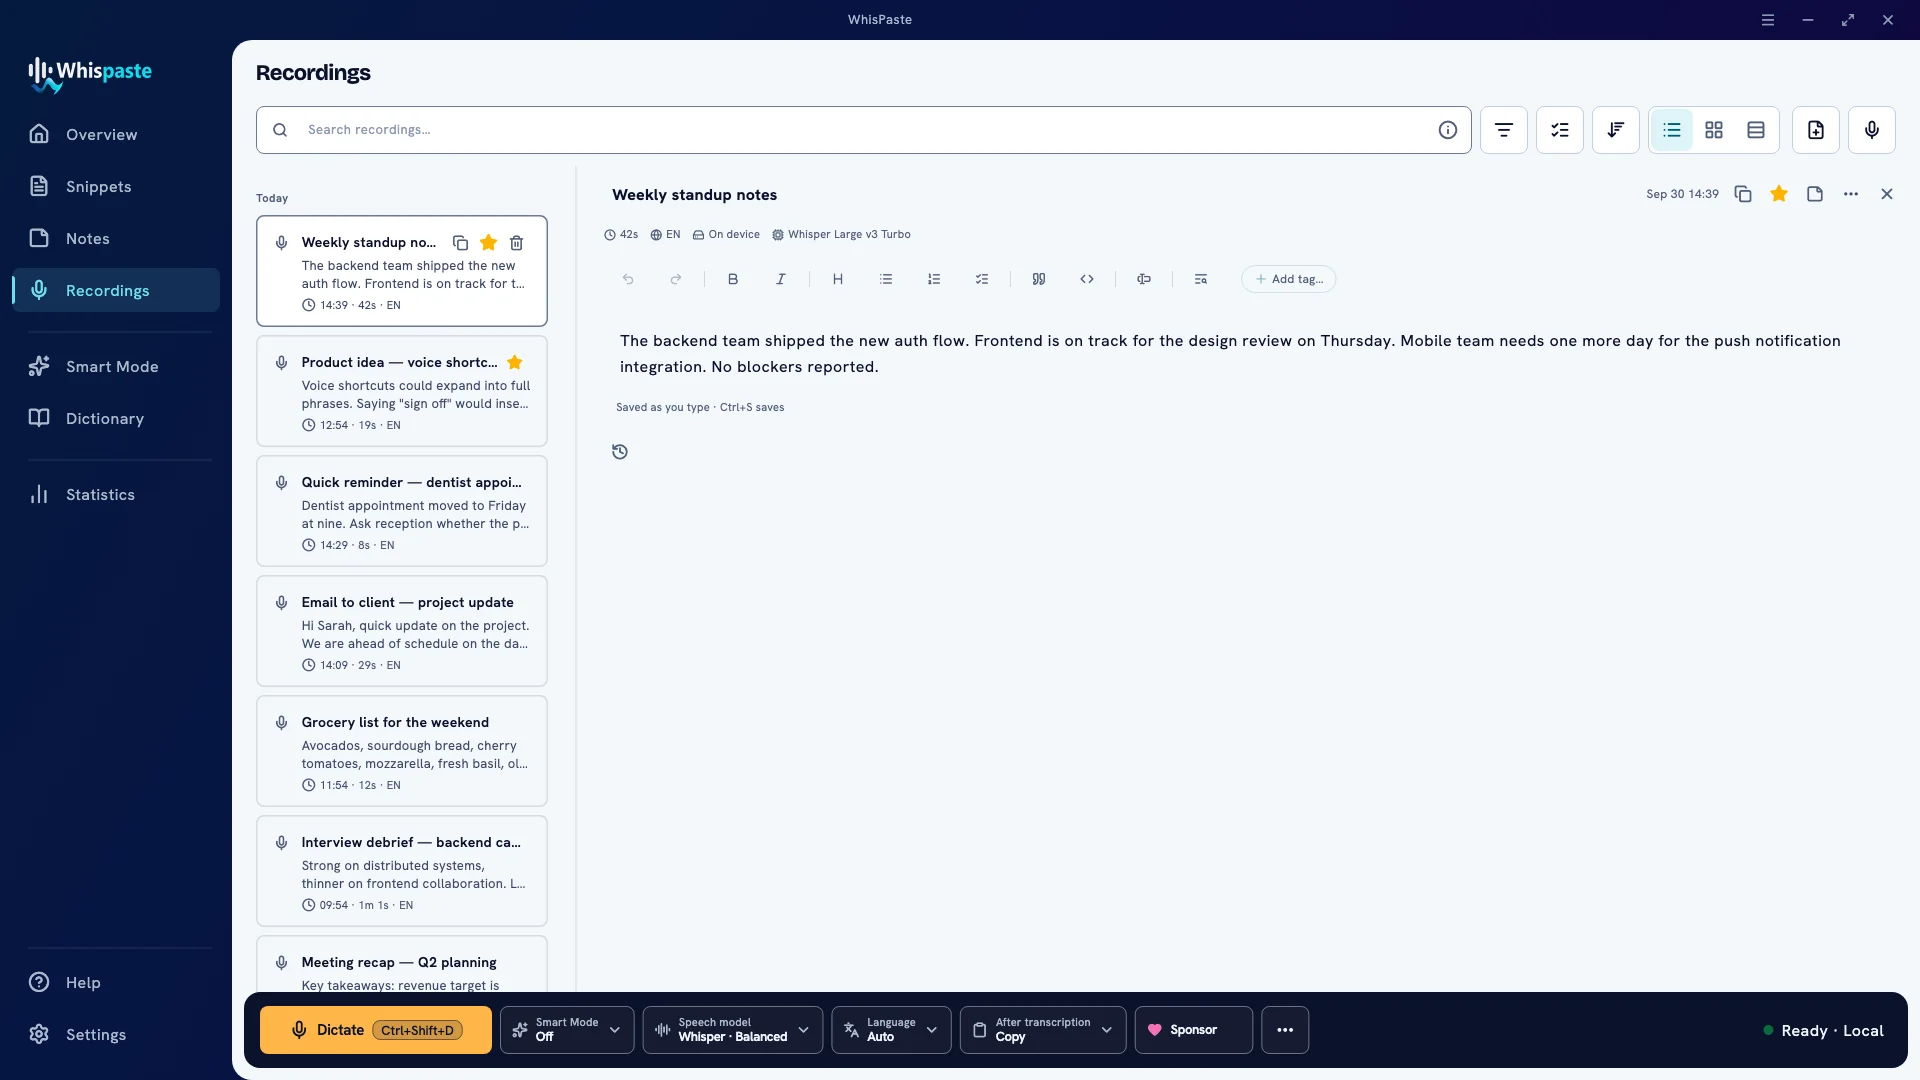 WhisPaste
Whispaste
Overview
Snippets
Notes
Recordings
Smart Mode
Dictionary
Statistics
Help
Settings
Recordings
Search recordings...
Today
Weekly standup no...
The backend team shipped the new
auth flow. Frontend is on track for t...
14:39 · 42s · EN
Product idea — voice shortc...
Voice shortcuts could expand into full
phrases. Saying "sign off" would inse...
12:54 · 19s · EN
Quick reminder — dentist appoi...
Dentist appointment moved to Friday
at nine. Ask reception whether the p...
14:29 · 8s · EN
Email to client — project update
Hi Sarah, quick update on the project.
We are ahead of schedule on the da...
14:09 · 29s · EN
Grocery list for the weekend
Avocados, sourdough bread, cherry
tomatoes, mozzarella, fresh basil, ol...
11:54 · 12s · EN
Interview debrief — backend ca...
Strong on distributed systems,
thinner on frontend collaboration. L...
09:54 · 1m 1s · EN
Meeting recap — Q2 planning
Key takeaways: revenue target is
Weekly standup notes
Sep 30 14:39
42s EN On device Whisper Large v3 Turbo
B I H Add tag...
The backend team shipped the new auth flow. Frontend is on track for the design review on Thursday. Mobile team needs one more day for the push notification
integration. No blockers reported.
Saved as you type · Ctrl+S saves
Dictate Ctrl+Shift+D
Smart Mode
Off
Speech model
Whisper · Balanced
Language
Auto
After transcription
Copy
Sponsor
Ready · Local